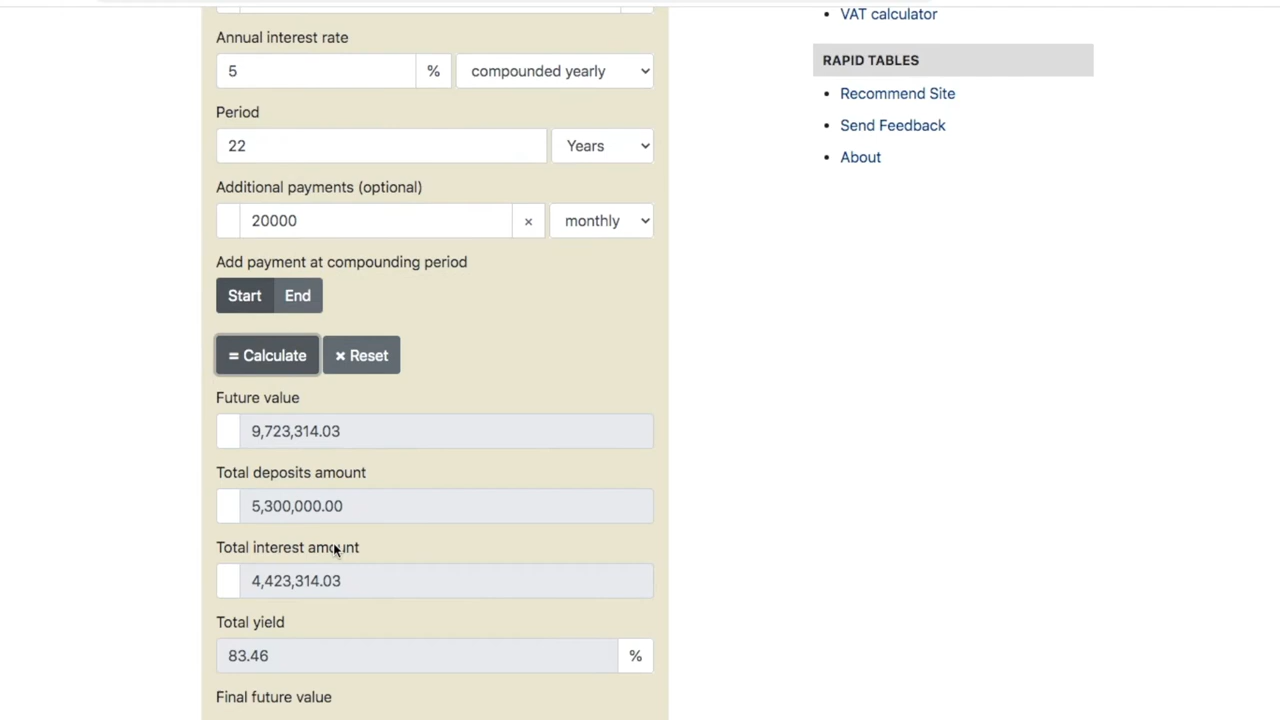 VAT calculator
Annual interest rate
RAPID TABLES
5 % compounded yearly
Recommend Site
Period
Send Feedback
22 Years
About
Additional payments (optional)
20000 × monthly
Add payment at compounding period
Start End
= Calculate × Reset
Future value
9,723,314.03
Total deposits amount
5,300,000.00
Total interest amount
4,423,314.03
Total yield
83.46 %
Final future value